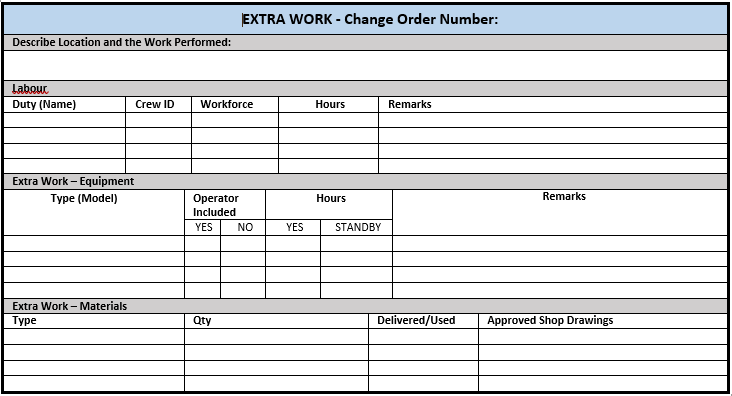 EXTRA WORK - Change Order Number:
Describe Location and the Work Performed:
Labour
Duty (Name) Crew ID Workforce Hours Remarks
Extra Work – Equipment
Type (Model) Operator Included Hours Remarks
YES NO YES STANDBY
Extra Work – Materials
Type Qty Delivered/Used Approved Shop Drawings